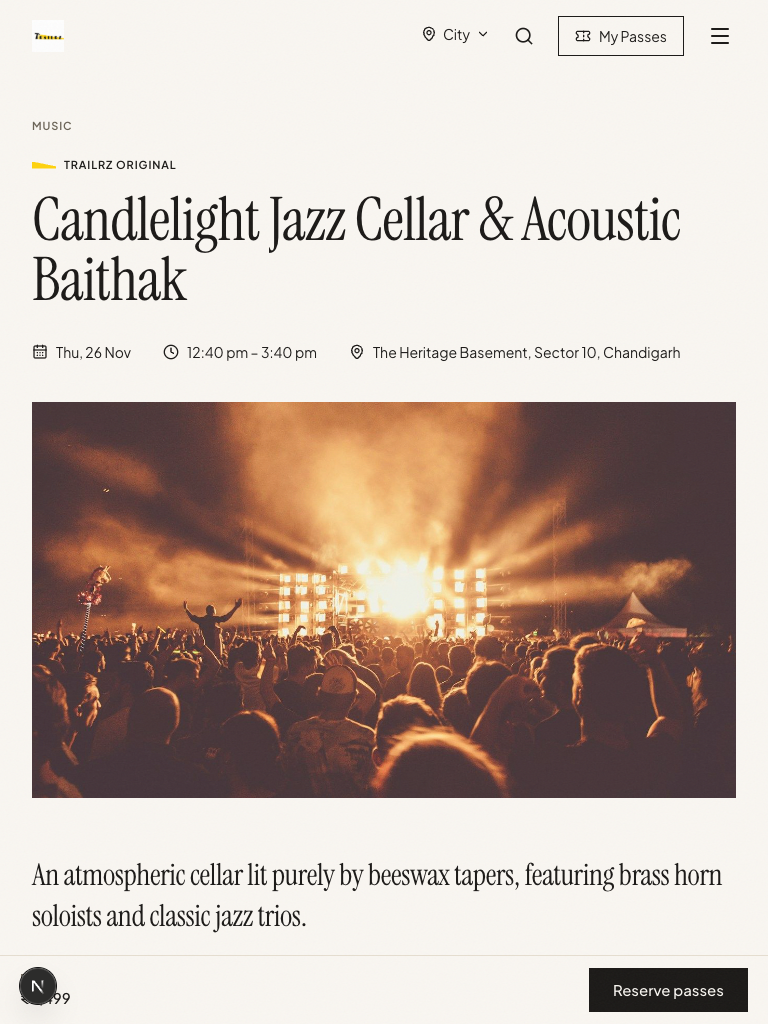 Trailrz
City
My Passes
MUSIC
TRAILRZ ORIGINAL
Candlelight Jazz Cellar & Acoustic
Baithak
Thu, 26 Nov
12:40 pm – 3:40 pm
The Heritage Basement, Sector 10, Chandigarh
An atmospheric cellar lit purely by beeswax tapers, featuring brass horn
soloists and classic jazz trios.
N
Reserve passes